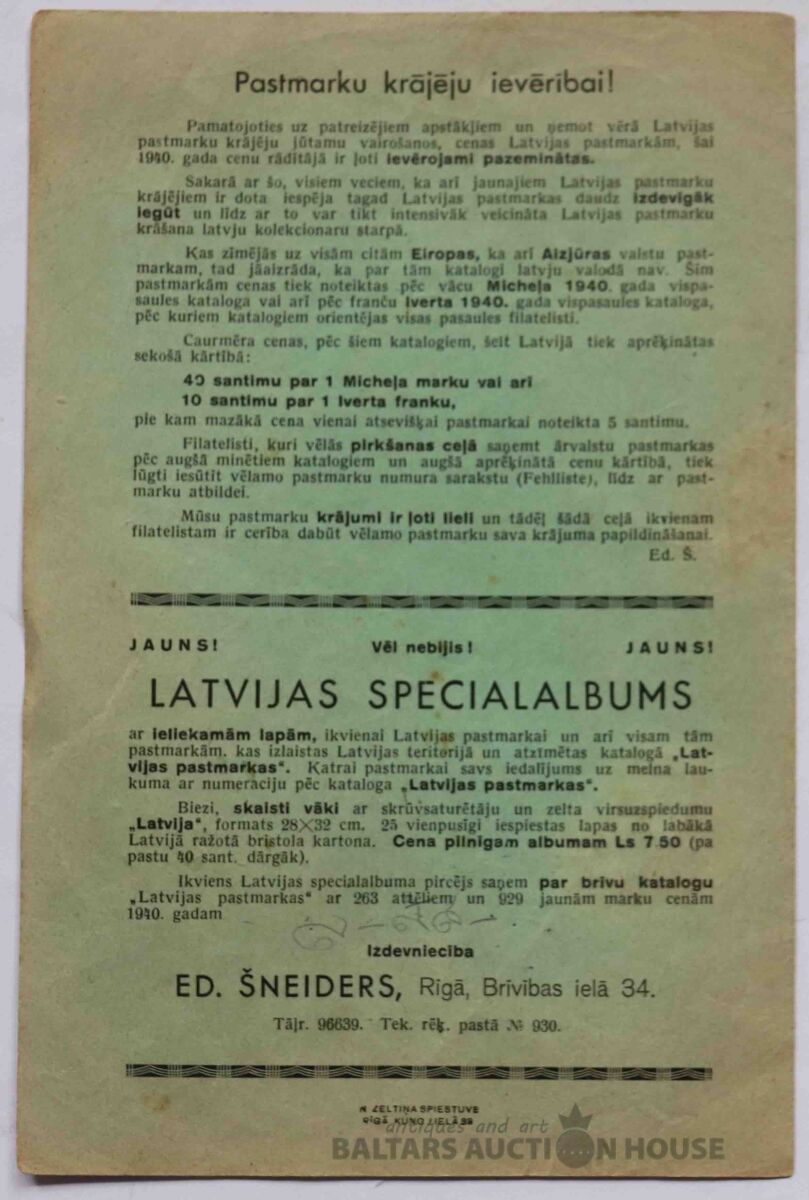 Pastmarku krājēju ievērībai!
Pamatojoties uz patreizējiem apstākļiem un ņemot vērā Latvijas
pastmarku krājēju jūtamu vairošanos, cenas Latvijas pastmarkām, šai
1940. gada cenu rādītājā ir ļoti ievērojami pazeminātas.
Sakarā ar šo, visiem veciem, ka arī jaunajiem Latvijas pastmarku
krājējiem ir dota iespēja tagad Latvijas pastmarkas daudz izdevīgāk
iegūt un līdz ar to var tikt intensivāk veicināta Latvijas pastmarku
krāšana latvju kolekcionaru starpā.
Kas zīmējās uz visām citām Eiropas, ka arī Aizjūras valstu past-
markam, tad jāaizrāda, ka par tām katalogi latvju valodā nav. Šim
pastmarkām cenas tiek noteiktas pēc vācu Micheļa 1940. gada vispa-
saules kataloga vai arī pēc franču Iverta 1940. gada vispasaules kataloga,
pēc kuriem katalogiem orientējas visas pasaules filatelisti.
Caurmēra cenas, pēc šiem katalogiem, šeit Latvijā tiek aprēķinātas
sekošā kārtībā:
40 santimu par 1 Micheļa marku vai arī
10 santimu par 1 Iverta franku,
pie kam mazākā cena vienai atsevišķai pastmarkai noteikta 5 santimu.
Filatelisti, kuri vēlās pirkšanas ceļā saņemt ārvalstu pastmarkas
pēc augšā minētiem katalogiem un augšā aprēķinātā cenu kārtībā, tiek
lūgti iesūtīt vēlamo pastmarku numura sarakstu (Fehlliste), līdz ar past-
marku atbildei.
Mūsu pastmarku krājumi ir ļoti lieli un tādēļ šādā ceļā ikvienam
filatelistam ir cerība dabūt vēlamo pastmarku sava krājuma papildināšanai.
Ed. Š.
JAUNS! Vēl nebijis! JAUNS!
LATVIJAS SPECIALALBUMS
ar ieliekamām lapām, ikvienai Latvijas pastmarkai un arī visam tām
pastmarkām, kas izlaistas Latvijas teritorijā un atzīmētas katalogā „Lat-
vijas pastmarkas“. Katrai pastmarkai savs iedalījums uz melna lau-
kuma ar numeraciju pēc kataloga „Latvijas pastmarkas“.
Biezi, skaisti vāki ar skrūvsaturētāju un zelta virsuzspiedumu
„Latvija“, formats 28×32 cm. 25 vienpusīgi iespiestas lapas no labākā
Latvijā ražotā bristola kartona. Cena pilnīgam albumam Ls 7.50 (pa
pastu 40 sant. dārgāk).
Ikviens Latvijas specialalbuma pircējs saņem par brīvu katalogu
„Latvijas pastmarkas“ ar 263 attēliem un 929 jaunām marku cenām
1940. gadam
Izdevniecība
ED. ŠNEIDERS, Rīgā, Brīvības ielā 34.
Tālr. 96639. Tek. rēķ. pastā № 930.
N ZELTIŅA SPIESTUVE
RĪGĀ
antiques and art
BALTARS AUCTION HOUSE